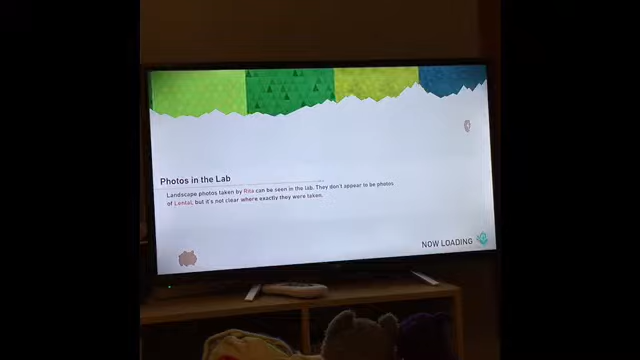 Photos in the Lab
Landscape photos taken by Rita can be seen in the lab. They don't appear to be photos
of Lental, but it's not clear where exactly they were taken.
NOW LOADING